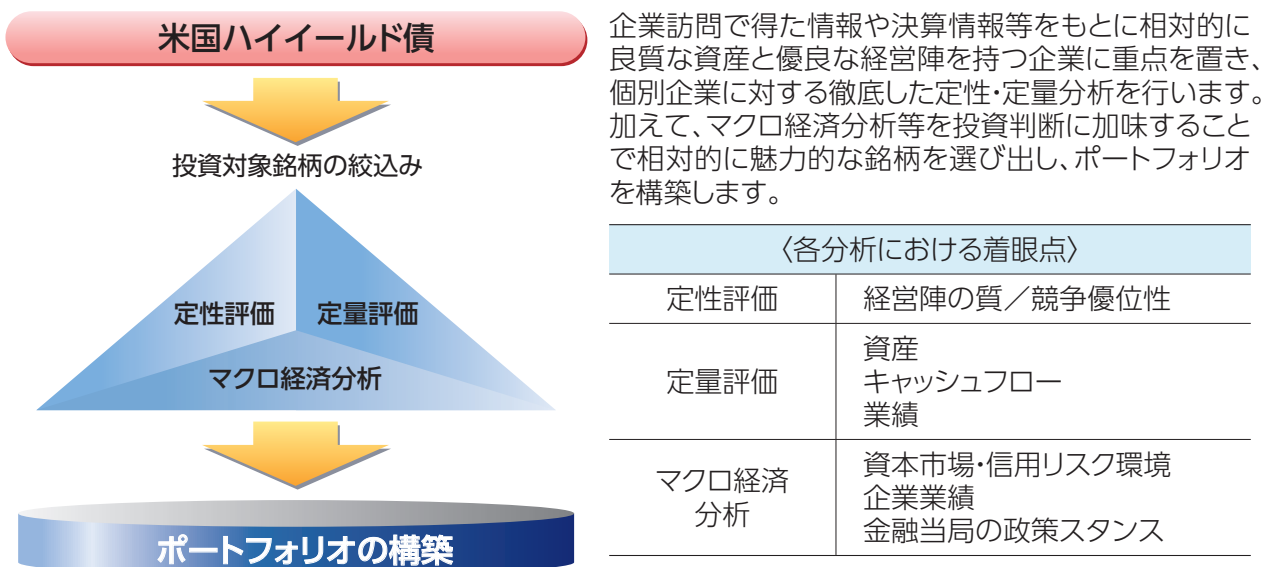 米国ハイイールド債
投資対象銘柄の絞込み
定性評価
定量評価
マクロ経済分析
ポートフォリオの構築
企業訪問で得た情報や決算情報等をもとに相対的に
良質な資産と優良な経営陣を持つ企業に重点を置き、
個別企業に対する徹底した定性・定量分析を行います。
加えて、マクロ経済分析等を投資判断に加味すること
で相対的に魅力的な銘柄を選び出し、ポートフォリオ
を構築します。
〈各分析における着眼点〉
定性評価
経営陣の質／競争優位性
定量評価
資産
キャッシュフロー
業績
マクロ経済
分析
資本市場・信用リスク環境
企業業績
金融当局の政策スタンス